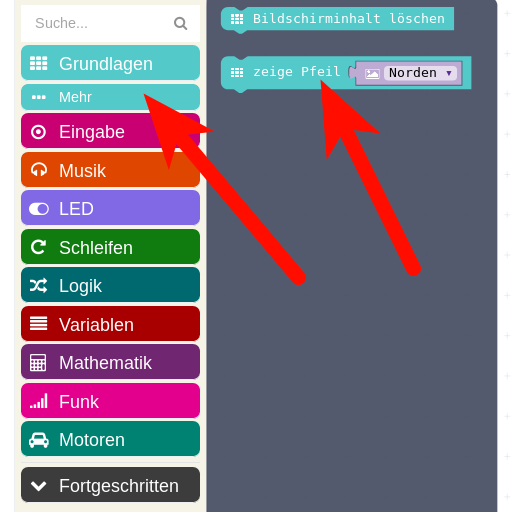 Suche...
Grundlagen
Mehr
Eingabe
Musik
LED
Schleifen
Logik
Variablen
Mathematik
Funk
Motoren
Fortgeschritten
Bildschirminhalt löschen
zeige Pfeil Norden